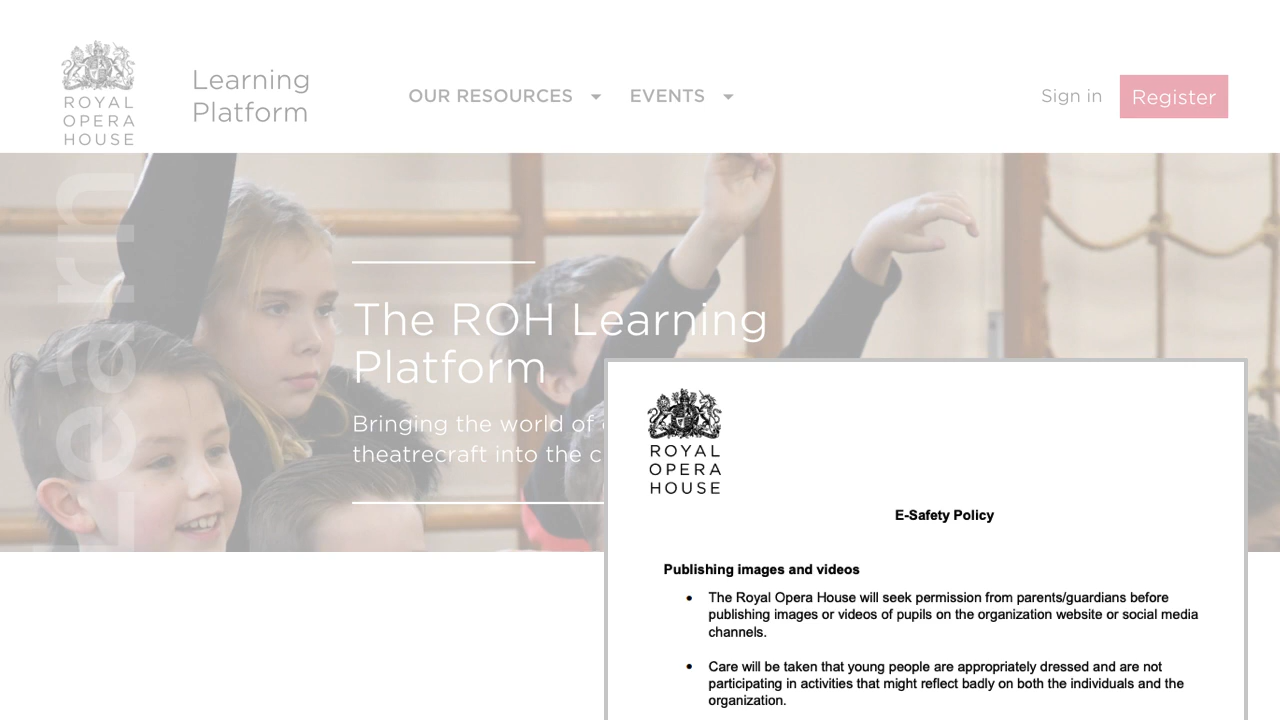 ROYAL
OPERA
HOUSE
Learning
Platform
OUR RESOURCES
EVENTS
Sign in
Register
Learn
The ROH Learning
Platform
Bringing the world of
theatrecraft into the
ROYAL
OPERA
HOUSE
E-Safety Policy
Publishing images and videos
• The Royal Opera House will seek permission from parents/guardians before
publishing images or videos of pupils on the organization website or social media
channels.
• Care will be taken that young people are appropriately dressed and are not
participating in activities that might reflect badly on both the individuals and the
organization.